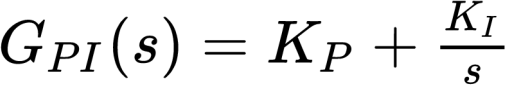 G_{PI}(s) = K_P + \frac{K_I}{s}